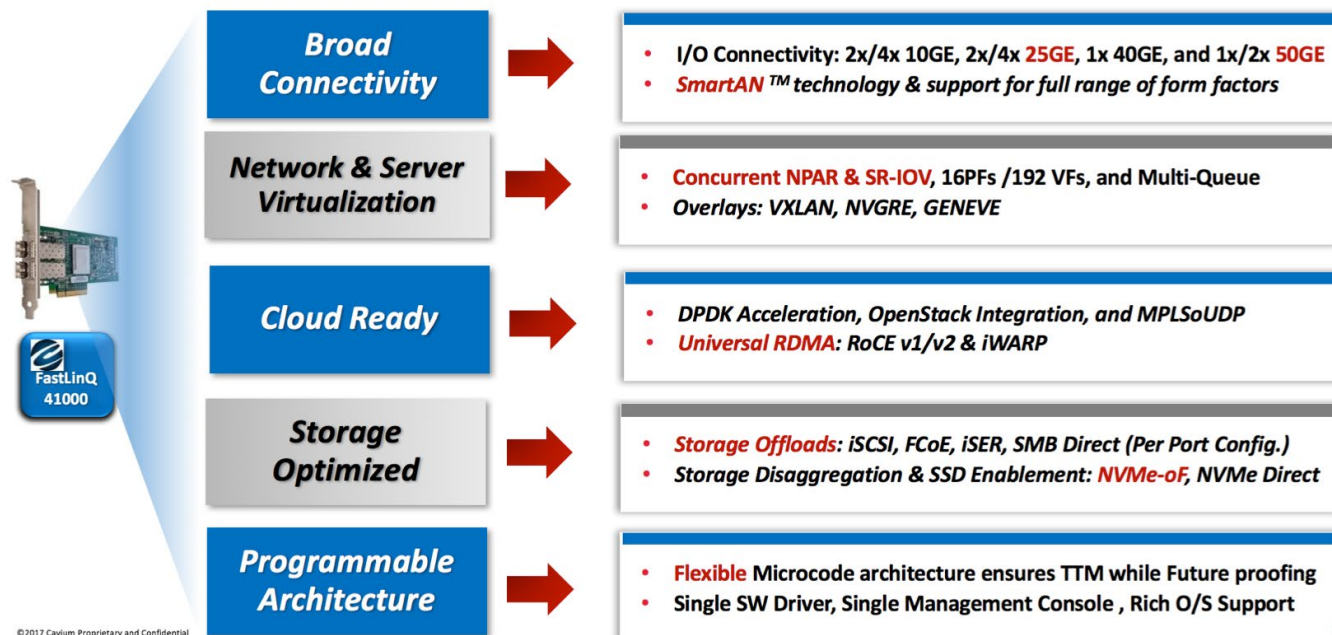 Broad
Connectivity
• I/O Connectivity: 2x/4x 10GE, 2x/4x 25GE, 1x 40GE, and 1x/2x 50GE
• SmartAN™ technology & support for full range of form factors
Network & Server
Virtualization
• Concurrent NPAR & SR-IOV, 16PFs /192 VFs, and Multi-Queue
• Overlays: VXLAN, NVGRE, GENEVE
Cloud Ready
• DPDK Acceleration, OpenStack Integration, and MPLSoUDP
• Universal RDMA: RoCE v1/v2 & iWARP
FastLinQ
41000
Storage
Optimized
• Storage Offloads: iSCSI, FCoE, iSER, SMB Direct (Per Port Config.)
• Storage Disaggregation & SSD Enablement: NVMe-oF, NVMe Direct
Programmable
Architecture
• Flexible Microcode architecture ensures TTM while Future proofing
• Single SW Driver, Single Management Console , Rich O/S Support
©2017 Cavium Proprietary and Confidential